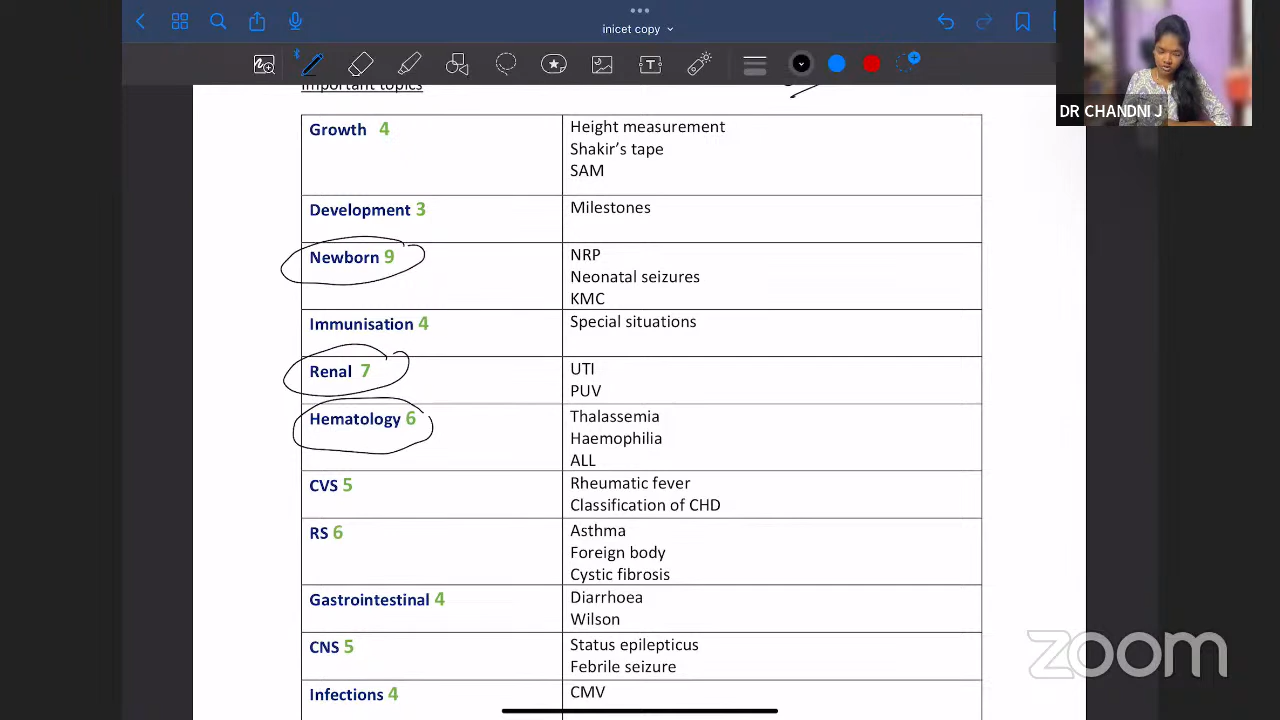 inicet copy
DR CHANDNI J
Important topics
Growth 4
Height measurement
Shakir's tape
SAM
Development 3
Milestones
Newborn 9
NRP
Neonatal seizures
KMC
Immunisation 4
Special situations
Renal 7
UTI
PUV
Hematology 6
Thalassemia
Haemophilia
ALL
CVS 5
Rheumatic fever
Classification of CHD
RS 6
Asthma
Foreign body
Cystic fibrosis
Gastrointestinal 4
Diarrhoea
Wilson
CNS 5
Status epilepticus
Febrile seizure
Infections 4
CMV
zoom